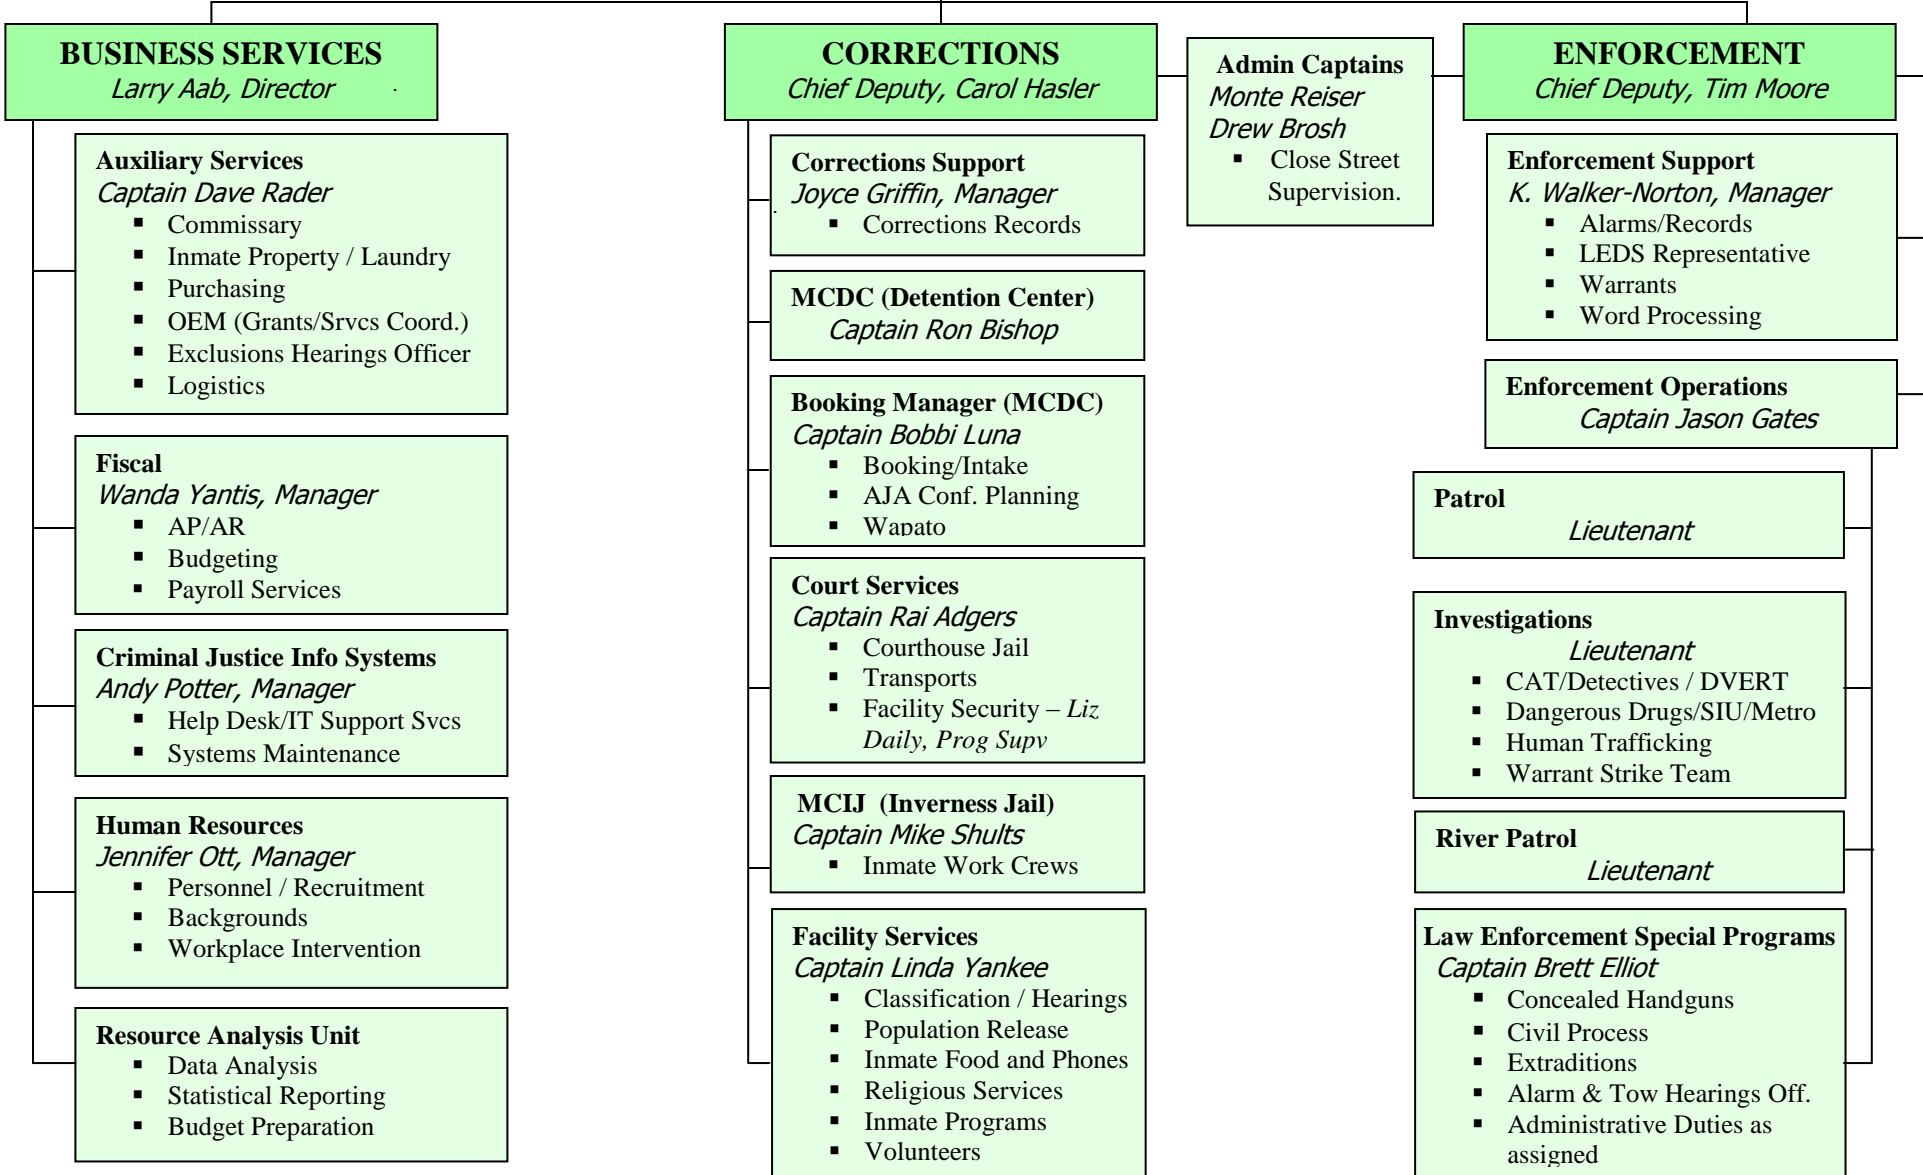 BUSINESS SERVICES
Larry Aab, Director
Auxiliary Services
Captain Dave Rader
▪ Commissary
▪ Inmate Property / Laundry
▪ Purchasing
▪ OEM (Grants/Srvcs Coord.)
▪ Exclusions Hearings Officer
▪ Logistics
Fiscal
Wanda Yantis, Manager
▪ AP/AR
▪ Budgeting
▪ Payroll Services
Criminal Justice Info Systems
Andy Potter, Manager
▪ Help Desk/IT Support Svcs
▪ Systems Maintenance
Human Resources
Jennifer Ott, Manager
▪ Personnel / Recruitment
▪ Backgrounds
▪ Workplace Intervention
Resource Analysis Unit
▪ Data Analysis
▪ Statistical Reporting
▪ Budget Preparation
CORRECTIONS
Chief Deputy, Carol Hasler
Corrections Support
Joyce Griffin, Manager
▪ Corrections Records
MCDC (Detention Center)
Captain Ron Bishop
Booking Manager (MCDC)
Captain Bobbi Luna
▪ Booking/Intake
▪ AJA Conf. Planning
▪ Wapato
Court Services
Captain Rai Adgers
▪ Courthouse Jail
▪ Transports
▪ Facility Security – Liz
Daily, Prog Supv
MCIJ (Inverness Jail)
Captain Mike Shults
▪ Inmate Work Crews
Facility Services
Captain Linda Yankee
▪ Classification / Hearings
▪ Population Release
▪ Inmate Food and Phones
▪ Religious Services
▪ Inmate Programs
▪ Volunteers
Admin Captains
Monte Reiser
Drew Brosh
▪ Close Street
Supervision.
ENFORCEMENT
Chief Deputy, Tim Moore
Enforcement Support
K. Walker-Norton, Manager
▪ Alarms/Records
▪ LEDS Representative
▪ Warrants
▪ Word Processing
Enforcement Operations
Captain Jason Gates
Patrol
Lieutenant
Investigations
Lieutenant
▪ CAT/Detectives / DVERT
▪ Dangerous Drugs/SIU/Metro
▪ Human Trafficking
▪ Warrant Strike Team
River Patrol
Lieutenant
Law Enforcement Special Programs
Captain Brett Elliot
▪ Concealed Handguns
▪ Civil Process
▪ Extraditions
▪ Alarm & Tow Hearings Off.
▪ Administrative Duties as
assigned